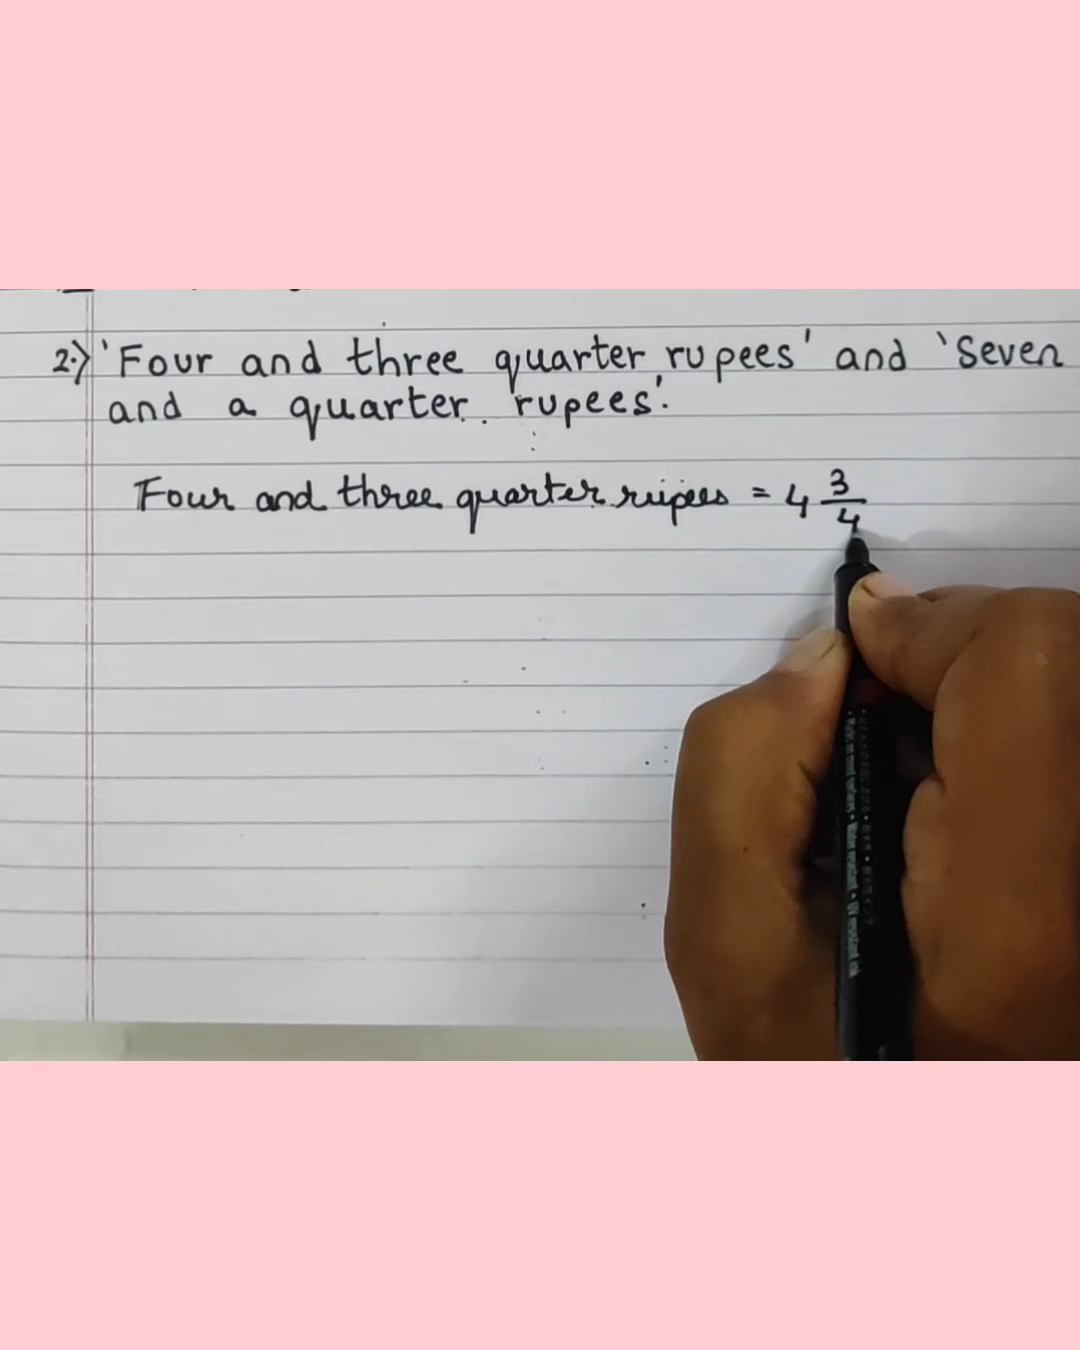 2.) 'Four and three quarter rupees' and 'Seven
and a quarter rupees'.
Four and three quarter rupees = 4 3/4